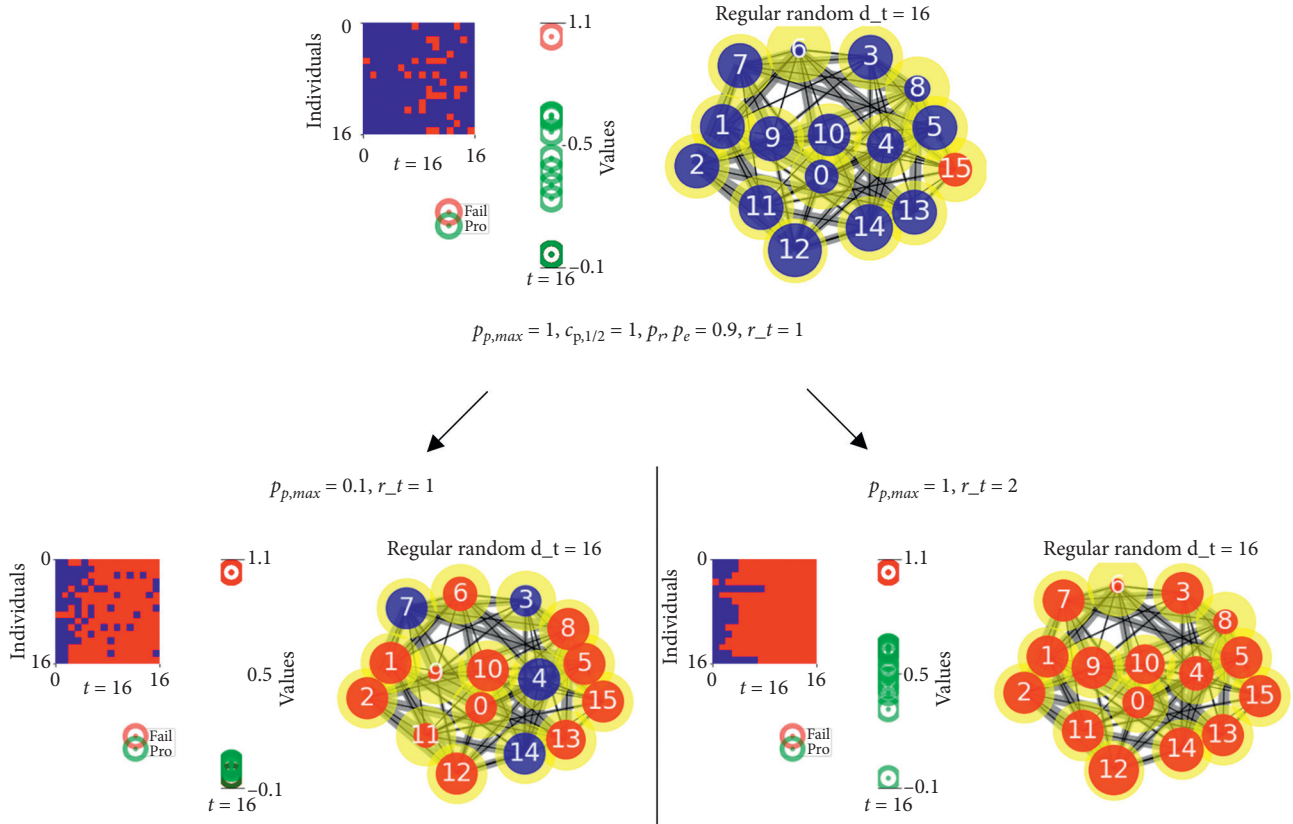 Regular random d_t = 16
Individuals
0
16
0
16
t = 16
Fail
Pro
1.1
0.5
−0.1
Values
t = 16
6
3
7
8
1
9
10
4
5
2
0
15
11
13
14
12
p_{p,max} = 1, c_{p,1/2} = 1, p_r, p_e = 0.9, r_t = 1
p_{p,max} = 0.1, r_t = 1
Regular random d_t = 16
Individuals
0
16
0
16
t = 16
Fail
Pro
1.1
0.5
−0.1
Values
t = 16
6
3
7
8
1
9
10
4
5
2
0
15
11
13
14
12
p_{p,max} = 1, r_t = 2
Regular random d_t = 16
Individuals
0
16
0
16
t = 16
Fail
Pro
1.1
0.5
−0.1
Values
t = 16
6
3
7
8
1
9
10
4
5
2
0
15
11
13
14
12